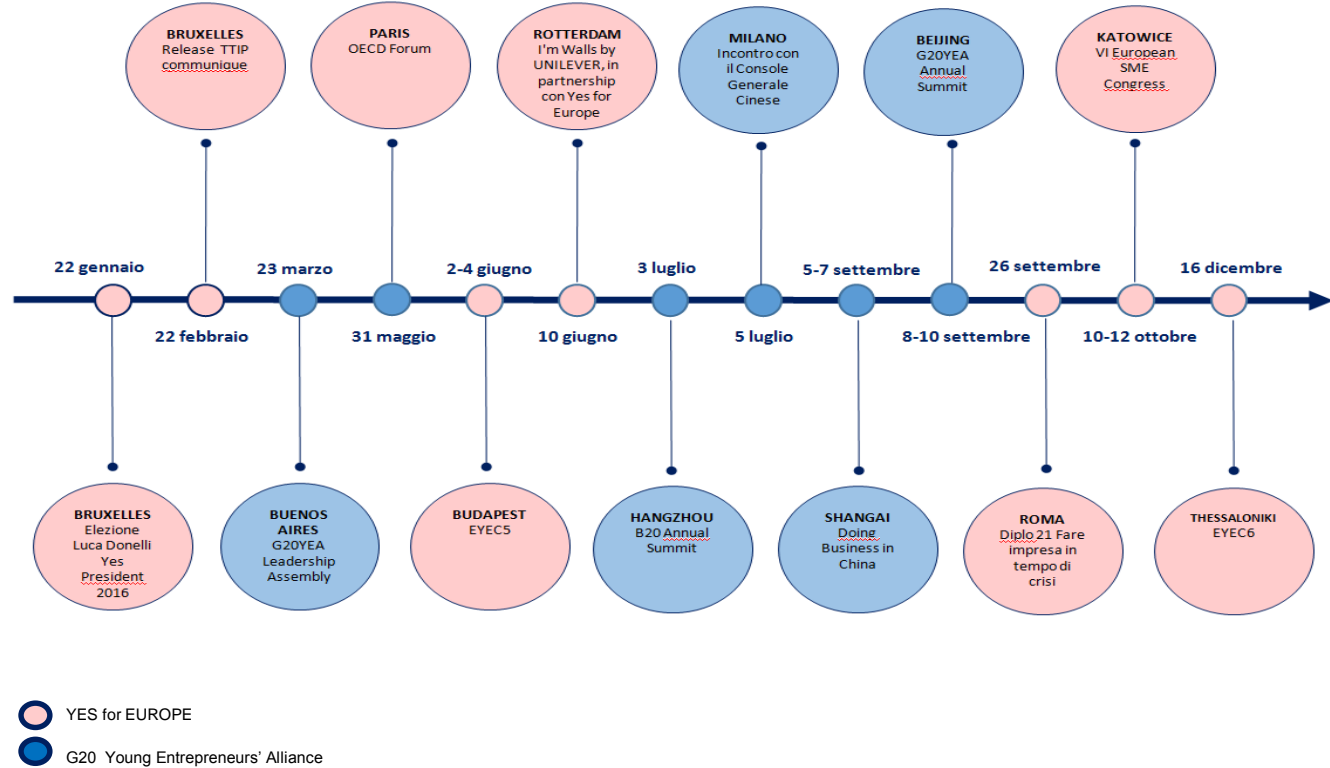 BRUXELLES
Release TTIP
communique
PARIS
OECD Forum
ROTTERDAM
I'm Walls by
UNILEVER, in
partnership
con Yes for
Europe
MILANO
Incontro con
il Console
Generale
Cinese
BEIJING
G20YEA
Annual
Summit
KATOWICE
VI European
SME
Congress
22 gennaio
23 marzo
2-4 giugno
3 luglio
5-7 settembre
26 settembre
16 dicembre
22 febbraio
31 maggio
10 giugno
5 luglio
8-10 settembre
10-12 ottobre
BRUXELLES
Elezione
Luca Donelli
Yes
President
2016
BUENOS
AIRES
G20YEA
Leadership
Assembly
BUDAPEST
EYEC5
HANGZHOU
B20 Annual
Summit
SHANGAI
Doing
Business in
China
ROMA
Diplo 21 Fare
impresa in
tempo di
crisi
THESSALONIKI
EYEC6
YES for EUROPE
G20 Young Entrepreneurs’ Alliance